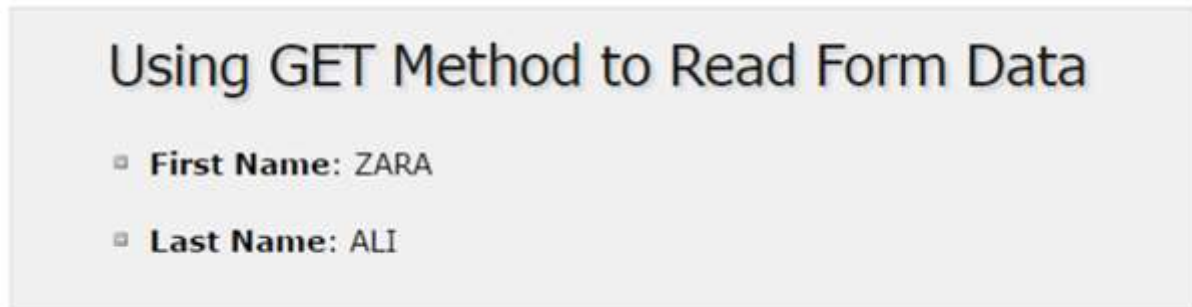 Using GET Method to Read Form Data
First Name: ZARA
Last Name: ALI